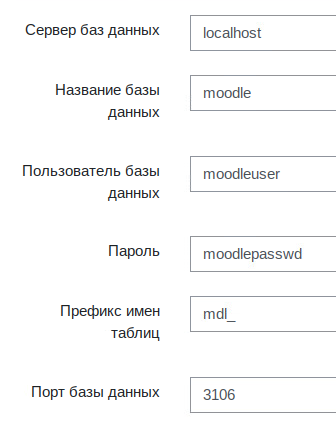 Сервер баз данных localhost
Название базы moodle
данных
Пользователь базы moodleuser
данных
Пароль moodlepasswd
Префикс имен mdl_
таблиц
Порт базы данных 3106